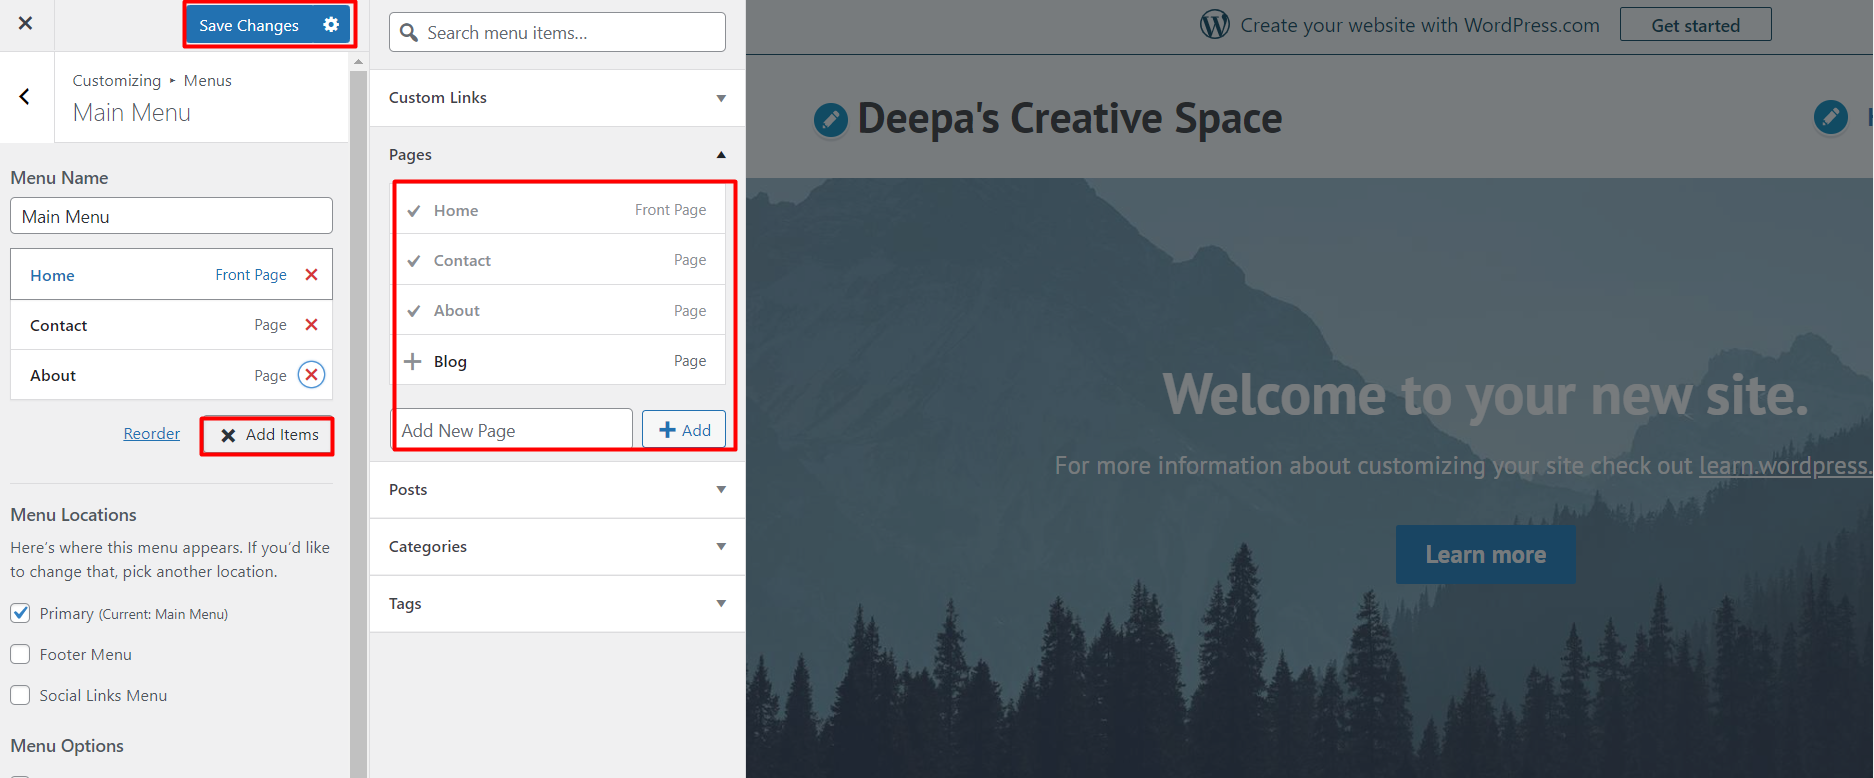 Save Changes
Customizing ▸ Menus
Main Menu
Menu Name
Main Menu
Home Front Page
Contact Page
About Page
Reorder Add Items
Menu Locations
Here’s where this menu appears. If you’d like
to change that, pick another location.
Primary (Current: Main Menu)
Footer Menu
Social Links Menu
Menu Options
Search menu items...
Custom Links
Pages
Home Front Page
Contact Page
About Page
Blog Page
Add New Page Add
Posts
Categories
Tags
Create your website with WordPress.com Get started
Deepa's Creative Space
Welcome to your new site.
For more information about customizing your site check out learn.wordpress.
Learn more